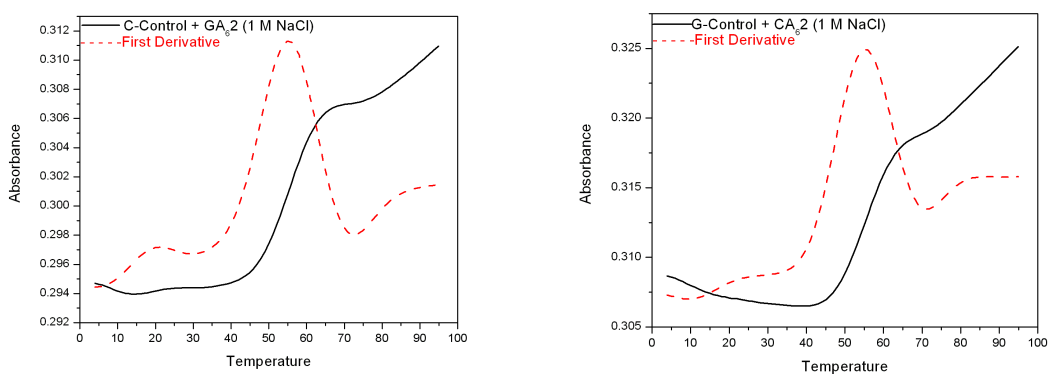 C-Control + GA62 (1 M NaCl)
First Derivative
0.312
0.310
0.308
0.306
0.304
0.302
0.300
0.298
0.296
0.294
0.292
Absorbance
0 10 20 30 40 50 60 70 80 90 100
Temperature
G-Control + CA62 (1 M NaCl)
First Derivative
0.325
0.320
0.315
0.310
0.305
Absorbance
0 10 20 30 40 50 60 70 80 90 100
Temperature